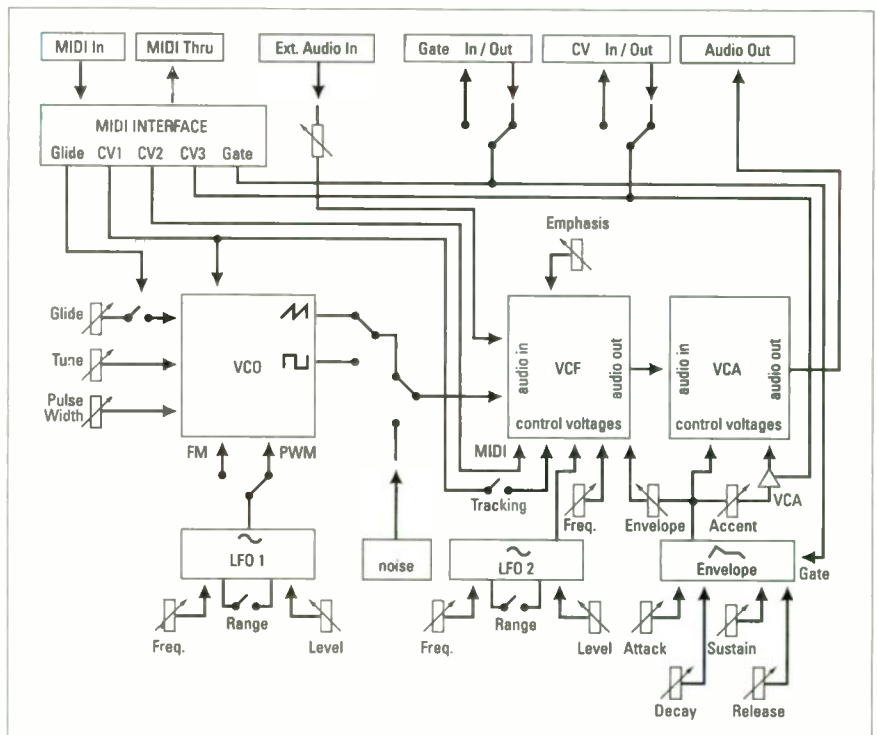 MIDI In
MIDI Thru
Ext. Audio In
Gate In / Out
CV In / Out
Audio Out
MIDI INTERFACE
Glide CV1 CV2 CV3 Gate
Emphasis
Glide
Tune
Pulse
Width
VCO
FM
PWM
audio in
VCF
audio out
control voltages
MIDI
audio in
VCA
audio out
control voltages
Tracking
Freq.
Envelope
Accent
VCA
LFO 1
Freq.
Range
Level
noise
LFO 2
Freq.
Range
Level
Envelope
Gate
Attack
Sustain
Decay
Release